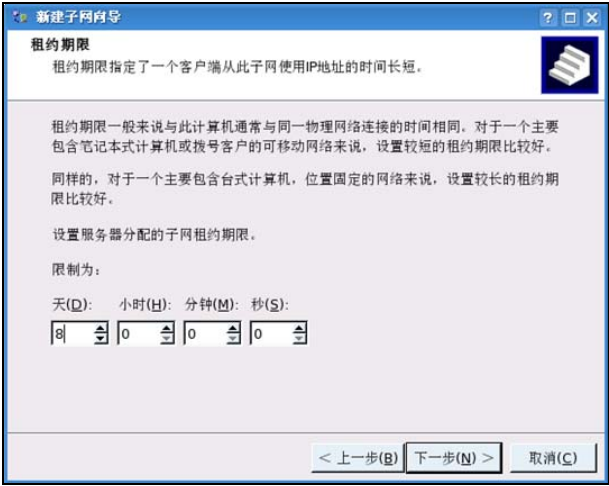 新建子网向导
租约期限
租约期限指定了一个客户端从此子网使用IP地址的时间长短．
租约期限一般来说与此计算机通常与同一物理网络连接的时间相同．对于一个主要
包含笔记本式计算机或拨号客户的可移动网络来说，设置较短的租约期限比较好．
同样的，对于一个主要包含台式计算机，位置固定的网络来说，设置较长的租约期
限比较好．
设置服务器分配的子网租约期限．
限制为：
天(D): 小时(H): 分钟(M): 秒(S):
8 0 0 0
< 上一步(B) 下一步(N) > 取消(C)